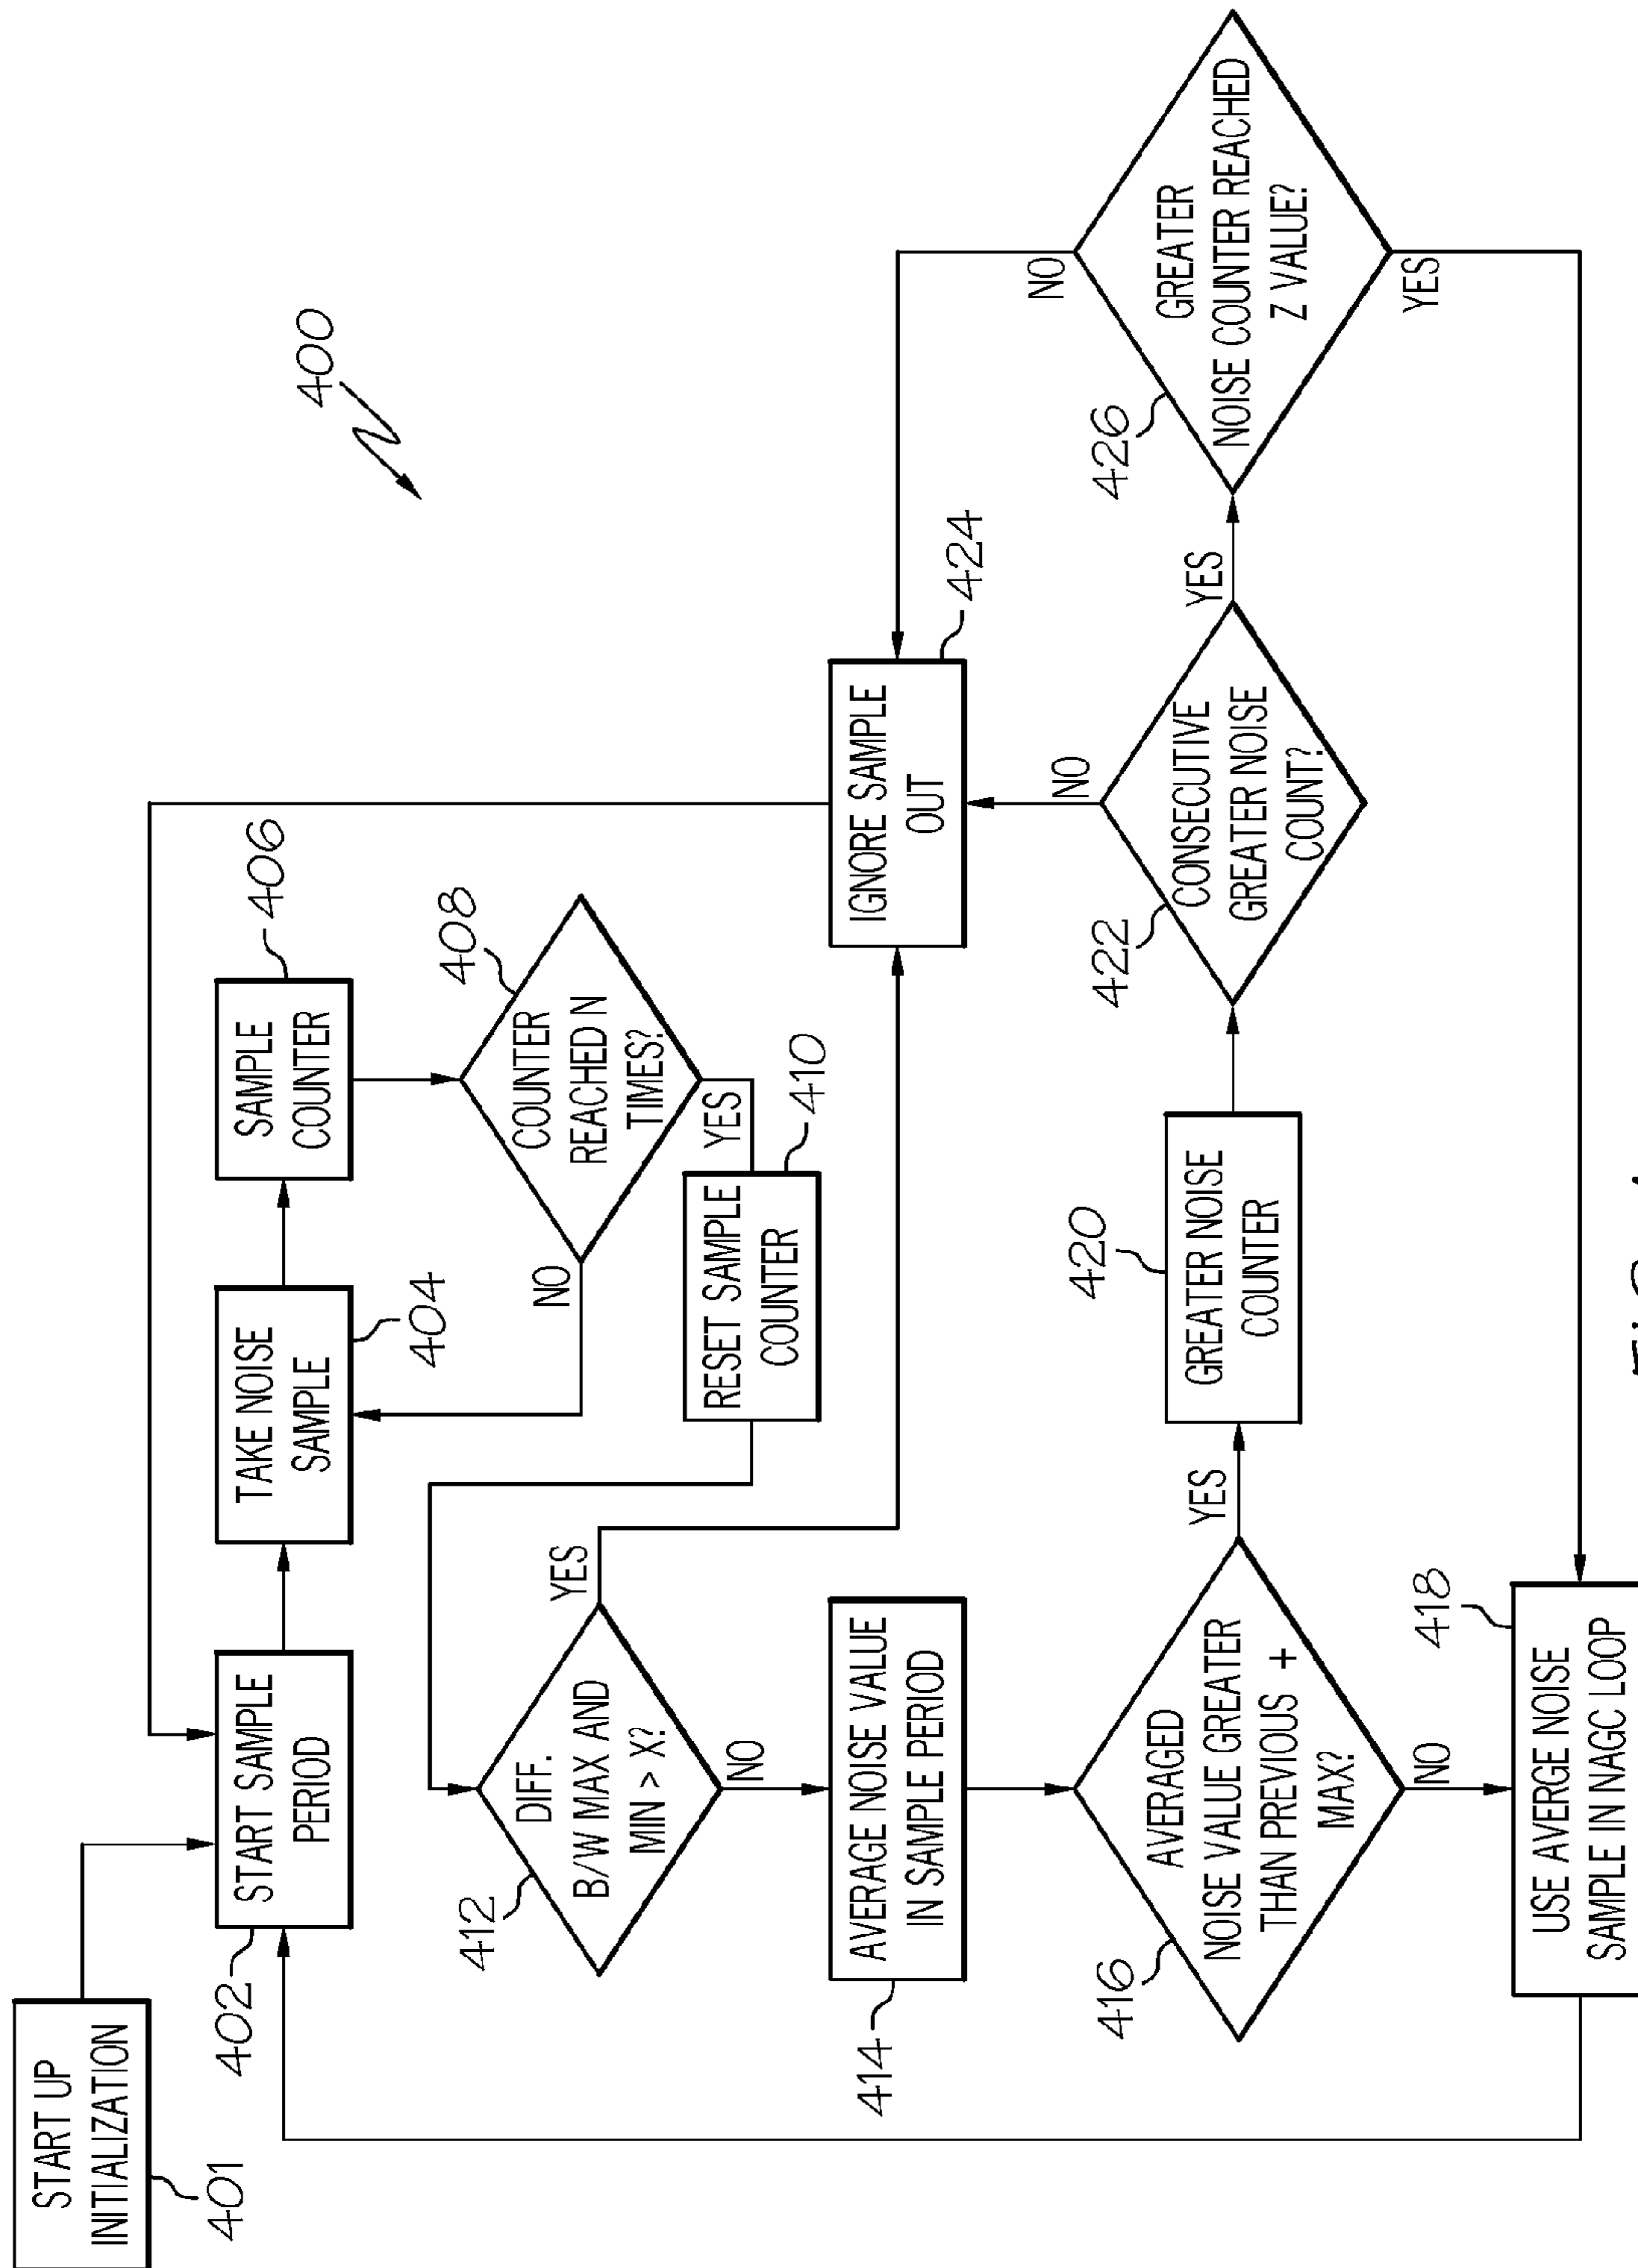 400
START UP
INITIALIZATION
401
START SAMPLE
PERIOD
402
TAKE NOISE
SAMPLE
404
SAMPLE
COUNTER
406
COUNTER
REACHED N
TIMES?
408
NO
YES
RESET SAMPLE
COUNTER
410
DIFF.
B/W MAX AND
MIN > X?
412
YES
NO
AVERAGE NOISE VALUE
IN SAMPLE PERIOD
414
IGNORE SAMPLE
OUT
424
AVERAGED
NOISE VALUE GREATER
THAN PREVIOUS +
MAX?
416
YES
NO
GREATER NOISE
COUNTER
420
CONSECUTIVE
GREATER NOISE
COUNT?
422
NO
YES
GREATER
NOISE COUNTER REACHED
Z VALUE?
426
NO
YES
USE AVERGE NOISE
SAMPLE IN NAGC LOOP
418